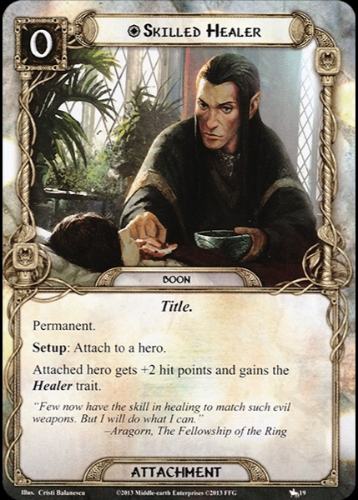 0
Skilled Healer
BOON
Title.
Permanent.
Setup: Attach to a hero.
Attached hero gets +2 hit points and gains the
Healer trait.
"Few now have the skill in healing to match such evil
weapons. But I will do what I can."
–Aragorn, The Fellowship of the Ring
ATTACHMENT
Illus. Cristi Balanescu
©2013 Middle-earth Enterprises ©2013 FFG
19